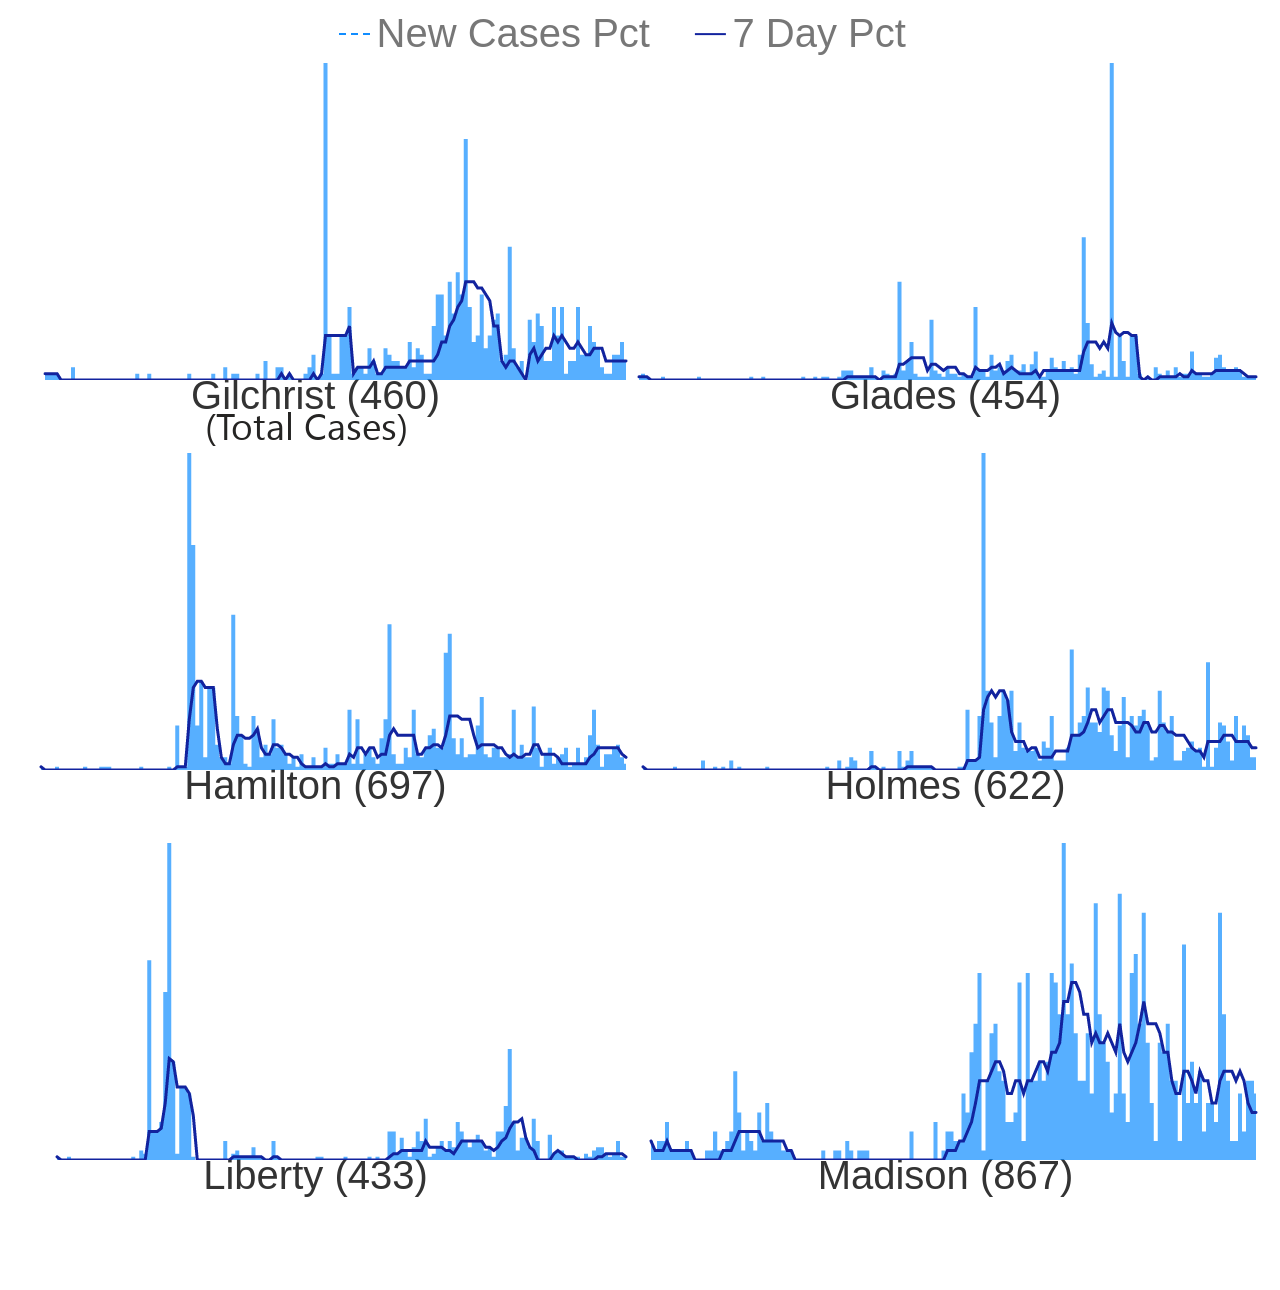 New Cases Pct 7 Day Pct
Gilchrist (460)
(Total Cases)
Glades (454)
Hamilton (697)
Holmes (622)
Liberty (433)
Madison (867)